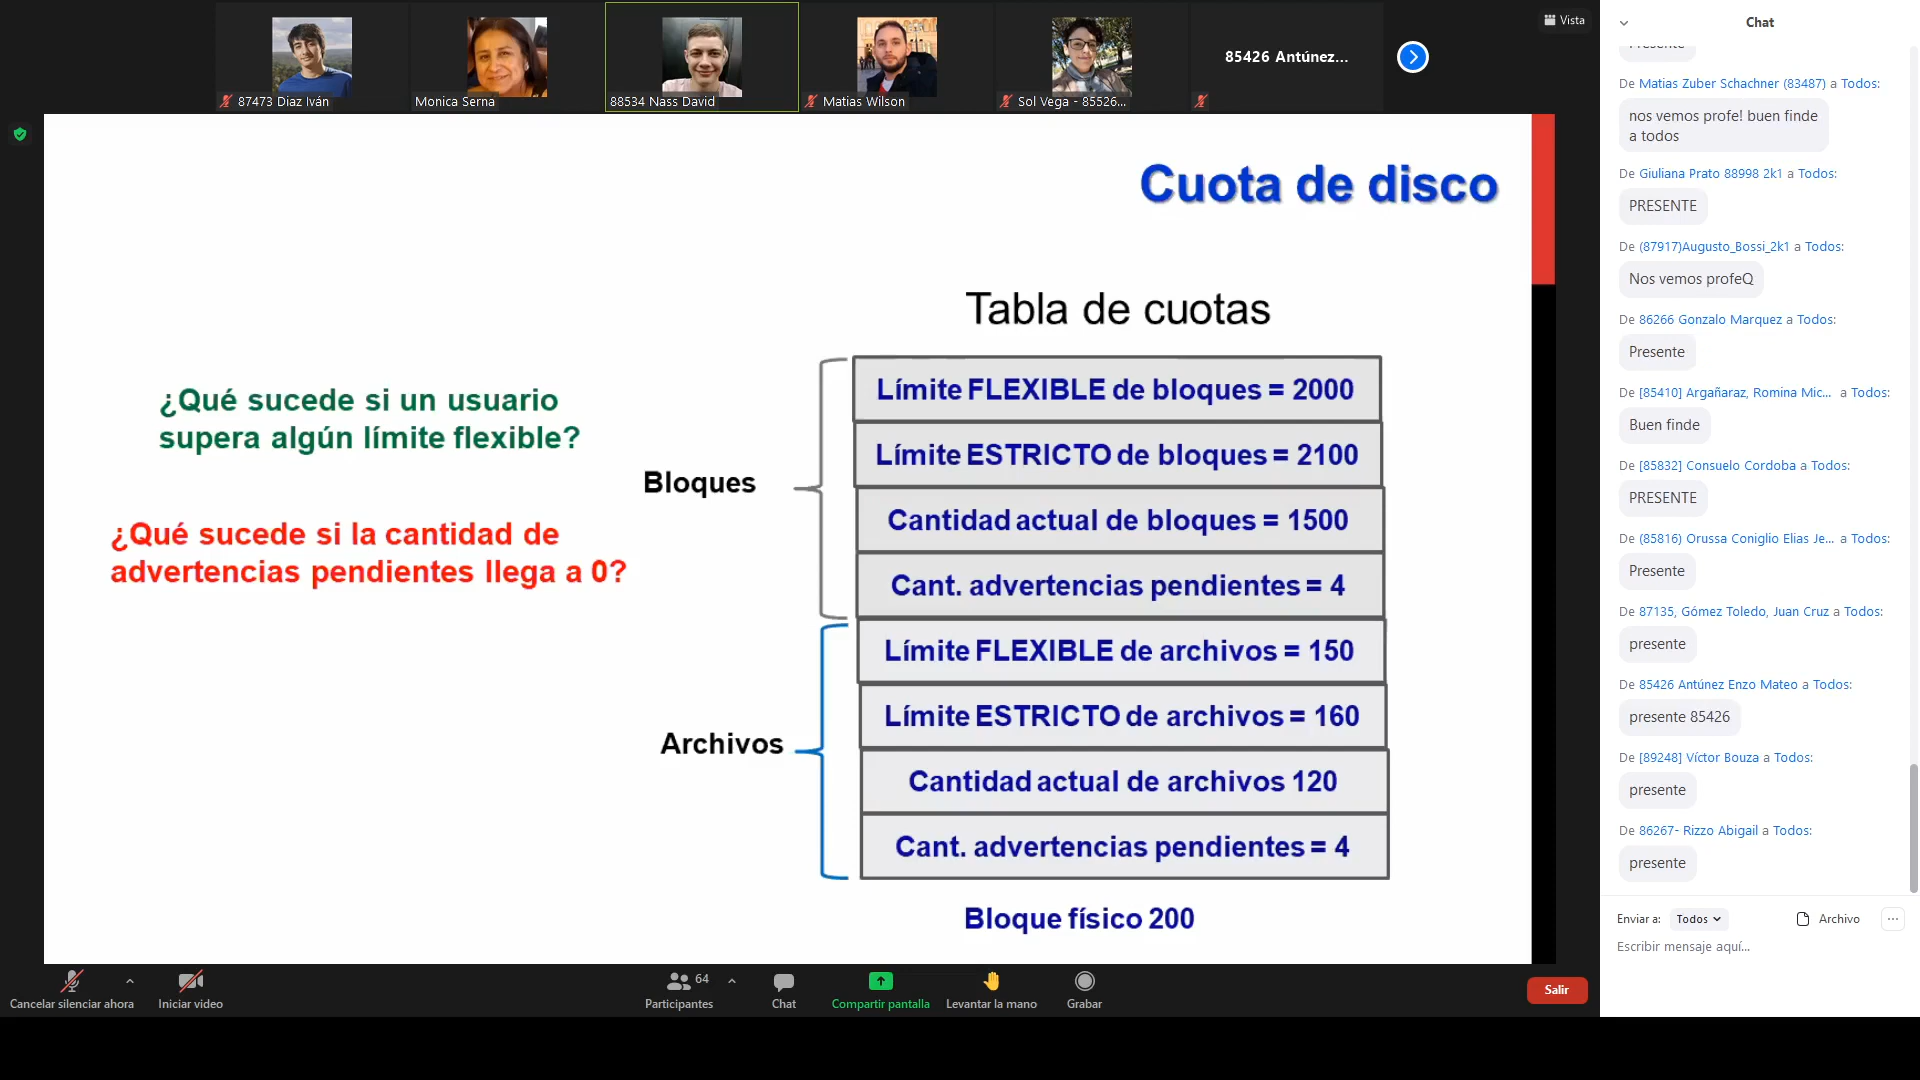 87473 Diaz Iván
Monica Serna
88534 Nass David
Matias Wilson
Sol Vega - 85526...
85426 Antúnez...
Vista
Cuota de disco
Tabla de cuotas
¿Qué sucede si un usuario
supera algún límite flexible?
¿Qué sucede si la cantidad de
advertencias pendientes llega a 0?
Bloques
Límite FLEXIBLE de bloques = 2000
Límite ESTRICTO de bloques = 2100
Cantidad actual de bloques = 1500
Cant. advertencias pendientes = 4
Archivos
Límite FLEXIBLE de archivos = 150
Límite ESTRICTO de archivos = 160
Cantidad actual de archivos 120
Cant. advertencias pendientes = 4
Bloque físico 200
Cancelar silenciar ahora
Iniciar video
64
Participantes
Chat
Compartir pantalla
Levantar la mano
Grabar
Salir
Chat
Presente
De Matias Zuber Schachner (83487) a Todos:
nos vemos profe! buen finde
a todos
De Giuliana Prato 88998 2k1 a Todos:
PRESENTE
De (87917)Augusto_Bossi_2k1 a Todos:
Nos vemos profeQ
De 86266 Gonzalo Marquez a Todos:
Presente
De [85410] Argañaraz, Romina Mic... a Todos:
Buen finde
De [85832] Consuelo Cordoba a Todos:
PRESENTE
De (85816) Orussa Coniglio Elias Je... a Todos:
Presente
De 87135, Gómez Toledo, Juan Cruz a Todos:
presente
De 85426 Antúnez Enzo Mateo a Todos:
presente 85426
De [89248] Víctor Bouza a Todos:
presente
De 86267- Rizzo Abigail a Todos:
presente
Enviar a: Todos
Archivo
...
Escribir mensaje aquí...